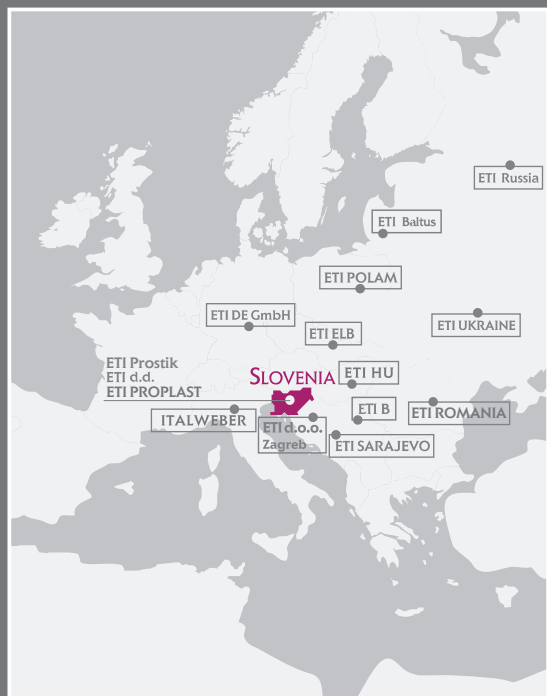 ETI Russia
ETI Baltus
ETI POLAM
ETI DE GmbH
ETI UKRAINE
ETI ELB
ETI Prostik
ETI d.d.
ETI PROPLAST
SLOVENIA
ETI HU
ITALWEBER
ETI B
ETI ROMANIA
ETI d.o.o.
Zagreb
ETI SARAJEVO